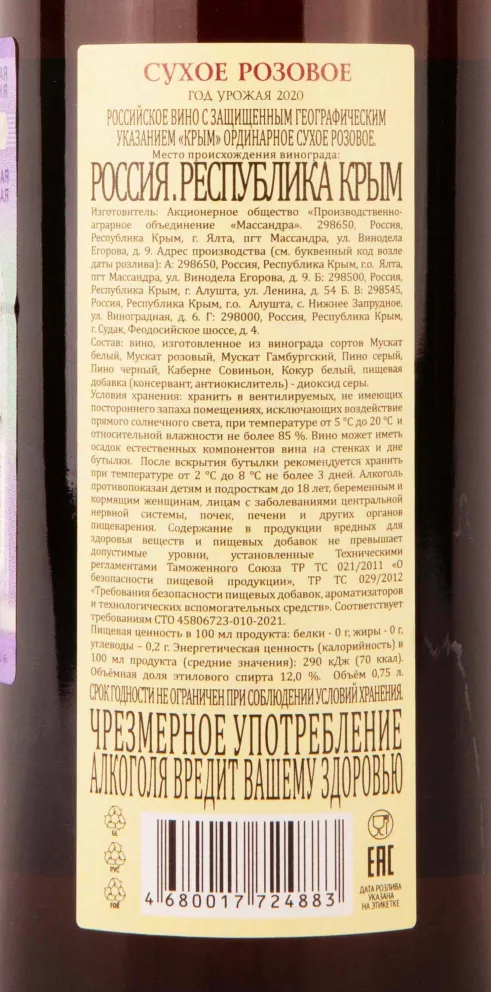 СУХОЕ РОЗОВОЕ
ГОД УРОЖАЯ 2020
РОССИЙСКОЕ ВИНО С ЗАЩИЩЕННЫМ ГЕОГРАФИЧЕСКИМ
УКАЗАНИЕМ «КРЫМ» ОРДИНАРНОЕ СУХОЕ РОЗОВОЕ.
Место происхождения винограда:
РОССИЯ. РЕСПУБЛИКА КРЫМ
Изготовитель: Акционерное общество «Производственно-
аграрное объединение «Массандра». 298650, Россия,
Республика Крым, г. Ялта, пгт Массандра, ул. Винодела
Егорова, д. 9. Адрес производства (см. буквенный код возле
даты розлива): А: 298650, Россия, Республика Крым, г.о. Ялта,
пгт Массандра, ул. Винодела Егорова, д. 9. Б: 298500, Россия,
Республика Крым, г. Алушта, ул. Ленина, д. 54 Б. В: 298545,
Россия, Республика Крым, г.о. Алушта, с. Нижнее Запрудное,
ул. Виноградная, д. 6. Г: 298000, Россия, Республика Крым,
г. Судак, Феодосийское шоссе, д. 4.
Состав: вино, изготовленное из винограда сортов Мускат
белый, Мускат розовый, Мускат Гамбургский, Пино серый,
Пино черный, Каберне Совиньон, Кокур белый, пищевая
добавка (консервант, антиокислитель) - диоксид серы.
Условия хранения: хранить в вентилируемых, не имеющих
постороннего запаха помещениях, исключающих воздействие
прямого солнечного света, при температуре от 5 °С до 20 °С и
относительной влажности не более 85 %. Вино может иметь
осадок естественных компонентов вина на стенках и дне
бутылки. После вскрытия бутылки рекомендуется хранить
при температуре от 2 °С до 8 °С не более 3 дней. Алкоголь
противопоказан детям и подросткам до 18 лет, беременным и
кормящим женщинам, лицам с заболеваниями центральной
нервной системы, почек, печени и других органов
пищеварения. Содержание в продукции вредных для
здоровья веществ и пищевых добавок не превышает
допустимые уровни, установленные Техническими
регламентами Таможенного Союза ТР ТС 021/2011 «О
безопасности пищевой продукции», ТР ТС 029/2012
«Требования безопасности пищевых добавок, ароматизаторов
и технологических вспомогательных средств». Соответствует
требованиям СТО 45806723-010-2021.
Пищевая ценность в 100 мл продукта: белки - 0 г, жиры - 0 г,
углеводы – 0,2 г. Энергетическая ценность (калорийность) в
100 мл продукта (средние значения): 290 кДж (70 ккал).
Объёмная доля этилового спирта 12,0 %. Объём 0,75 л.
СРОК ГОДНОСТИ НЕ ОГРАНИЧЕН ПРИ СОБЛЮДЕНИИ УСЛОВИЙ ХРАНЕНИЯ.
ЧРЕЗМЕРНОЕ УПОТРЕБЛЕНИЕ
АЛКОГОЛЯ ВРЕДИТ ВАШЕМУ ЗДОРОВЬЮ
GL
PVC
FOR
4 680017 724883
EAC
ДАТА РОЗЛИВА
УКАЗАНА
НА ЭТИКЕТКЕ